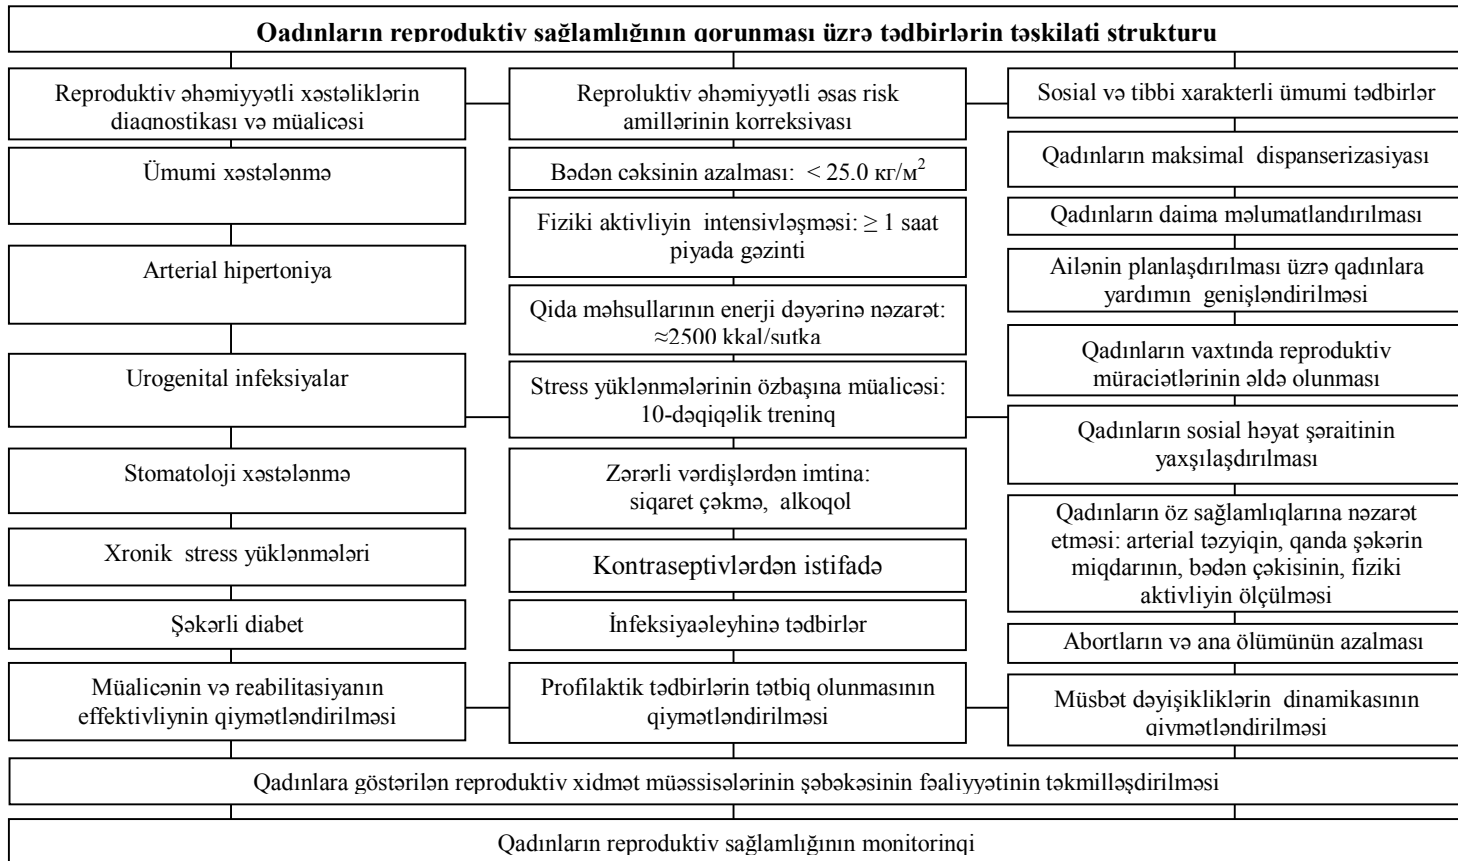 Qadınların reproduktiv sağlamlığının qorunması üzrə tədbirlərin təşkilati strukturu
Reproduktiv əhəmiyyətli xəstəliklərin
diaqnostikası və müalicəsi
Ümumi xəstələnmə
Arterial hipertoniya
Urogenital infeksiyalar
Stomatoloji xəstələnmə
Xronik stress yüklənmələri
Şəkərli diabet
Müalicənin və reabilitasiyanın
effektivliynin qiymətləndirilməsi
Reproluktiv əhəmiyyətli əsas risk
amillərinin korreksiyası
Bədən cəksinin azalması: < 25.0 кг/м²
Fiziki aktivliyin intensivləşməsi: ≥ 1 saat
piyada gəzinti
Qida məhsullarının enerji dəyərinə nəzarət:
≈2500 kkal/sutka
Stress yüklənmələrinin özbaşına müalicəsi:
10-dəqiqəlik treninq
Zərərli vərdişlərdən imtina:
siqaret çəkmə, alkoqol
Kontraseptivlərdən istifadə
İnfeksiyaəleyhinə tədbirlər
Profilaktik tədbirlərin tətbiq olunmasının
qiymətləndirilməsi
Sosial və tibbi xarakterli ümumi tədbirlər
Qadınların maksimal dispanserizasiyası
Qadınların daima məlumatlandırılması
Ailənin planlaşdırılması üzrə qadınlara
yardımın genişləndirilməsi
Qadınların vaxtında reproduktiv
müraciətlərinin əldə olunması
Qadınların sosial həyat şəraitinin
yaxşılaşdırılması
Qadınların öz sağlamlıqlarına nəzarət
etməsi: arterial təzyiqin, qanda şəkərin
miqdarının, bədən çəkisinin, fiziki
aktivliyin ölçülməsi
Abortların və ana ölümünün azalması
Müsbət dəyişikliklərin dinamikasının
qiymətləndirilməsi
Qadınlara göstərilən reproduktiv xidmət müəssisələrinin şəbəkəsinin fəaliyyətinin təkmilləşdirilməsi
Qadınların reproduktiv sağlamlığının monitorinqi